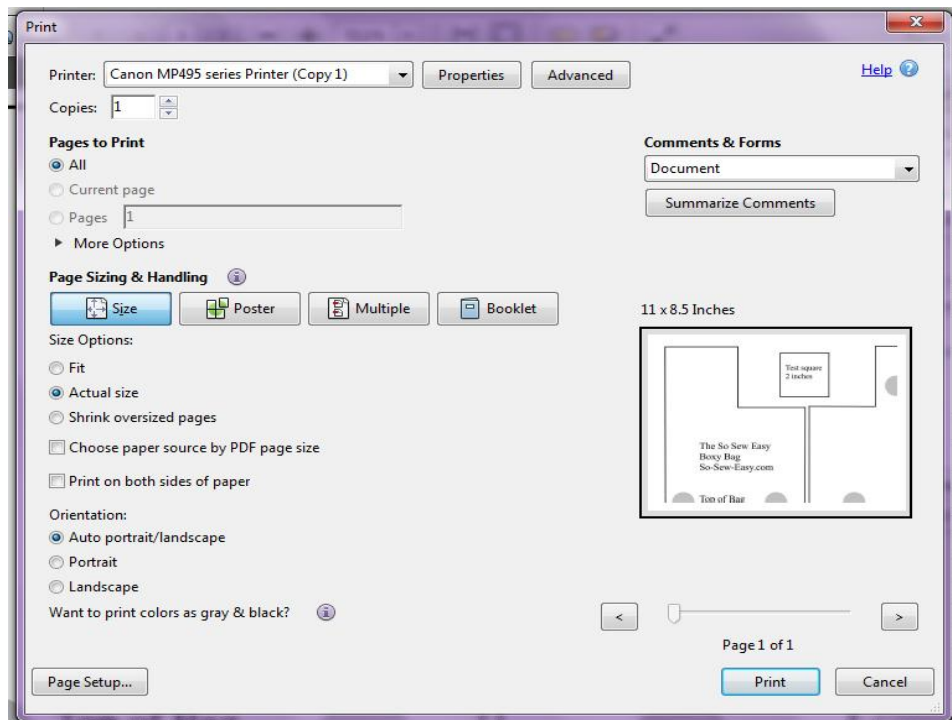 Print
Printer: Canon MP495 series Printer (Copy 1) Properties Advanced Help
Copies: 1
Pages to Print
All
Current page
Pages 1
More Options
Comments & Forms
Document
Summarize Comments
Page Sizing & Handling
Size Poster Multiple Booklet
Size Options:
Fit
Actual size
Shrink oversized pages
Choose paper source by PDF page size
Print on both sides of paper
Orientation:
Auto portrait/landscape
Portrait
Landscape
Want to print colors as gray & black?
11 x 8.5 Inches
Test square
2 inches
The So Sew Easy
Boxy Bag
So-Sew-Easy.com
Top of Bag
< >
Page 1 of 1
Page Setup... Print Cancel